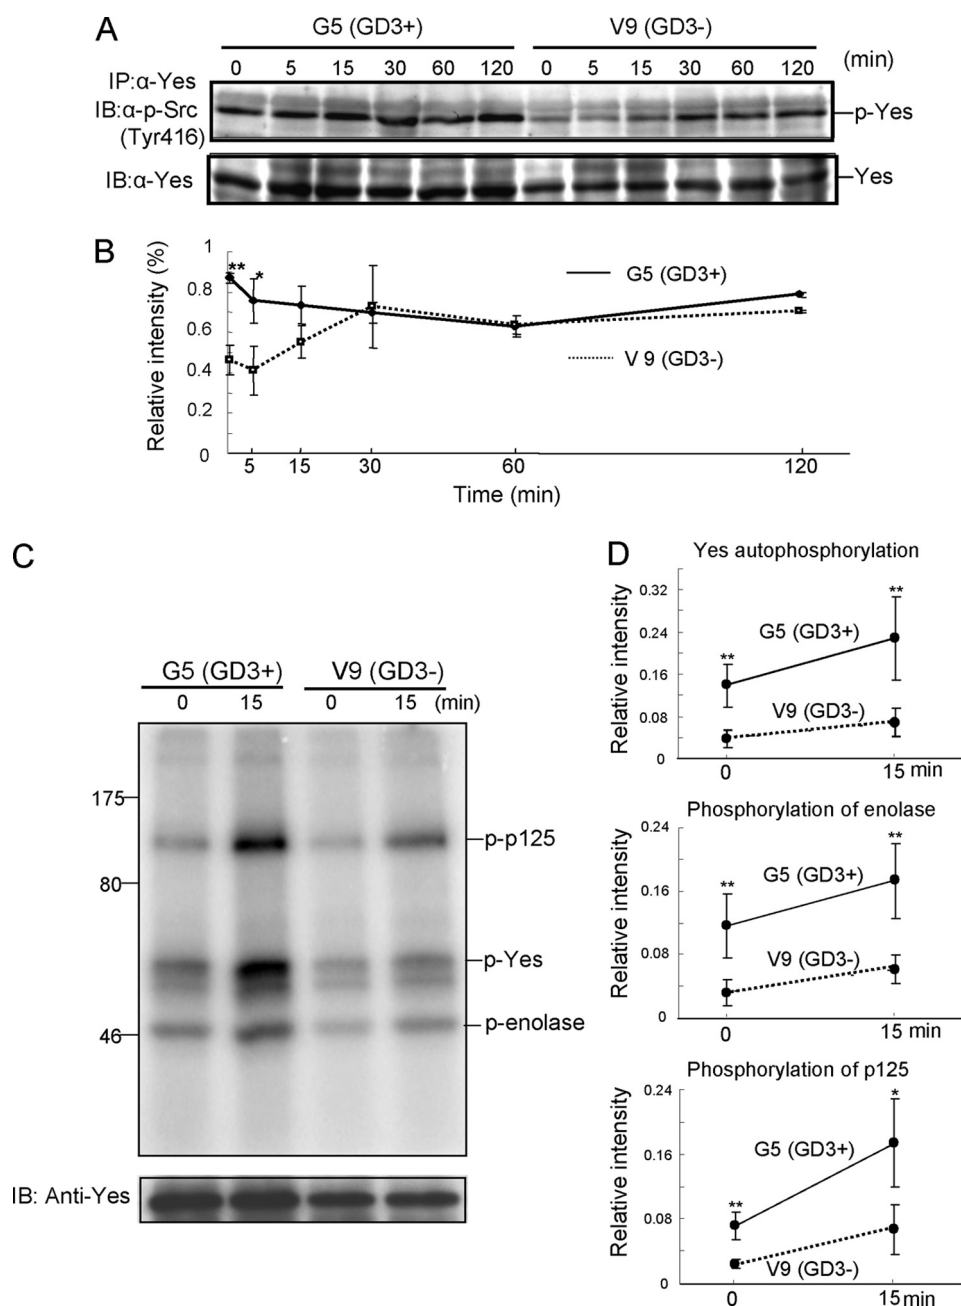 A
G5 (GD3+) V9 (GD3-)
0 5 15 30 60 120 0 5 15 30 60 120 (min)
IP:α-Yes
IB:α-p-Src
(Tyr416)
p-Yes
IB:α-Yes
Yes
B
Relative intensity (%)
1
0.8
0.6
0.4
0.2
0
** *
G5 (GD3+)
V 9 (GD3-)
5 15 30 60 120
Time (min)
C
G5 (GD3+) V9 (GD3-)
0 15 0 15 (min)
175
p-p125
80
p-Yes
p-enolase
46
IB: Anti-Yes
D
Yes autophosphorylation
Relative intensity
0.32
0.24
0.16
0.08
0
**
**
G5 (GD3+)
V9 (GD3-)
0 15 min
Phosphorylation of enolase
Relative intensity
0.24
0.16
0.08
0
**
**
G5 (GD3+)
V9 (GD3-)
0 15 min
Phosphorylation of p125
Relative intensity
0.24
0.16
0.08
0
*
**
G5 (GD3+)
V9 (GD3-)
0 15 min